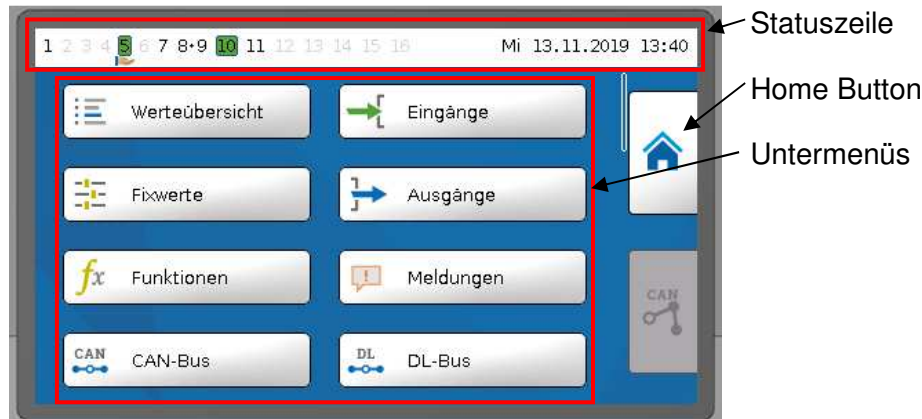 Statuszeile
1 2 3 4 5 6 7 8·9 10 11 12 13 14 15 16 Mi 13.11.2019 13:40
Home Button
Werteübersicht Eingänge
Untermenüs
Fixwerte Ausgänge
fx Funktionen Meldungen
CAN
CAN CAN-Bus DL DL-Bus